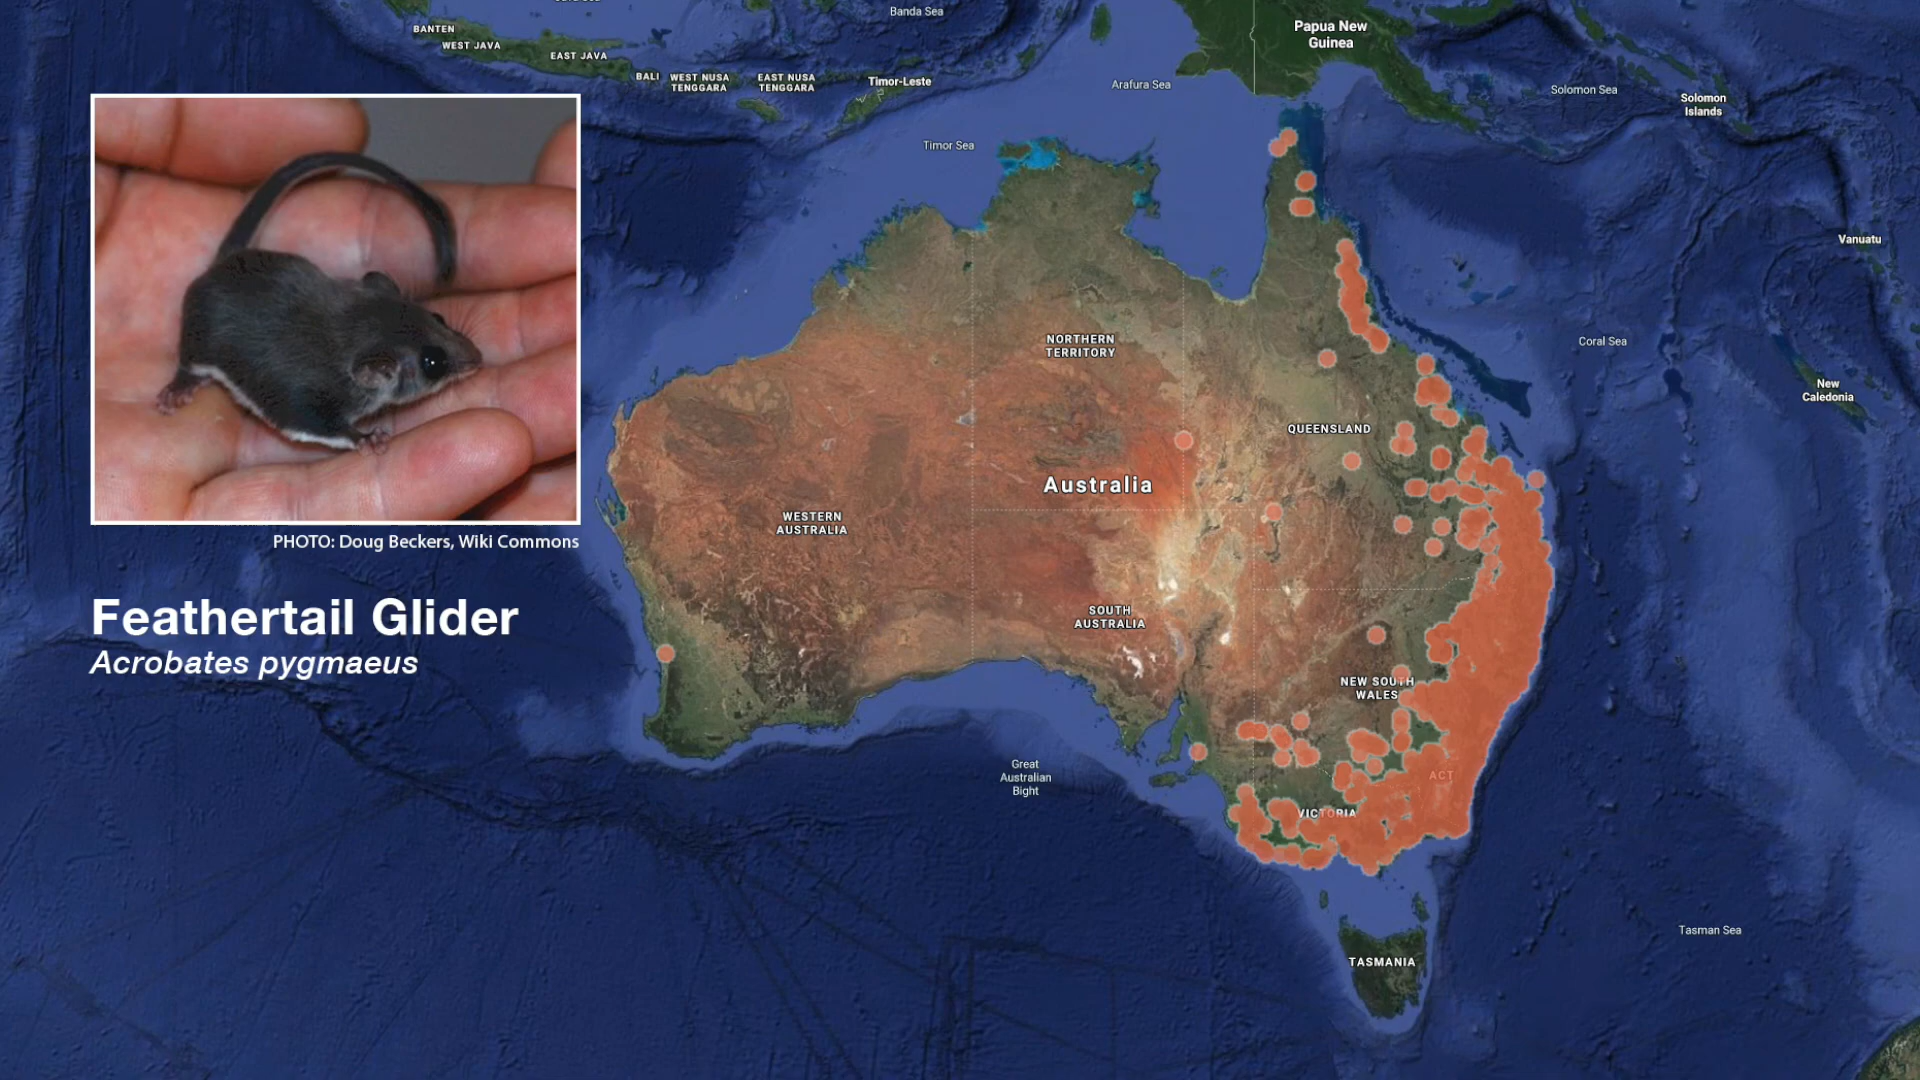 Banda Sea
BANTEN
WEST JAVA
EAST JAVA
BALI
WEST NUSA
TENGGARA
EAST NUSA
TENGGARA
Timor-Leste
Arafura Sea
Papua New
Guinea
Solomon Sea
Solomon
Islands
Timor Sea
Vanuatu
Coral Sea
New
Caledonia
NORTHERN
TERRITORY
QUEENSLAND
Australia
WESTERN
AUSTRALIA
SOUTH
AUSTRALIA
NEW SOUTH
WALES
ACT
VICTORIA
Great
Australian
Bight
TASMANIA
Tasman Sea
PHOTO: Doug Beckers, Wiki Commons
Feathertail Glider
Acrobates pygmaeus